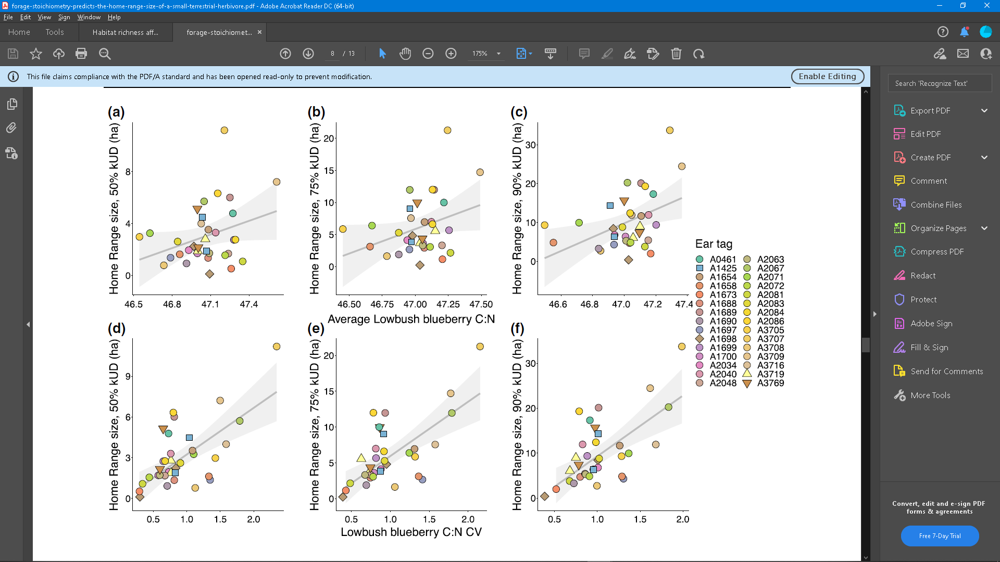 forage-stoichiometry-predicts-the-home-range-size-of-a-small-terrestrial-herbivore.pdf - Adobe Acrobat Reader DC (64-bit)
File Edit View Sign Window Help
Home Tools Habitat richness aff... forage-stoichiomet... ×
8 / 13 175%
This file claims compliance with the PDF/A standard and has been opened read-only to prevent modification. Enable Editing
Search 'Recognize Text'
Export PDF
Edit PDF
Create PDF
Comment
Combine Files
Organize Pages
Compress PDF
Redact
Protect
Adobe Sign
Fill & Sign
Send for Comments
More Tools
Convert, edit and e-sign PDF
forms & agreements
Free 7-Day Trial
(a)
Home Range size, 50% kUD (ha)
8
4
0
46.5 46.8 47.1 47.4
(b)
Home Range size, 75% kUD (ha)
20
15
10
5
0
46.50 46.75 47.00 47.25 47.50
Average Lowbush blueberry C:N
(c)
Home Range size, 90% kUD (ha)
30
20
10
0
46.6 46.8 47.0 47.2 47.4
(d)
Home Range size, 50% kUD (ha)
9
6
3
0
0.5 1.0 1.5 2.0
(e)
Home Range size, 75% kUD (ha)
20
15
10
5
0
0.5 1.0 1.5 2.0
Lowbush blueberry C:N CV
(f)
Home Range size, 90% kUD (ha)
30
20
10
0
0.5 1.0 1.5 2.0
Ear tag
A0461 A2063
A1425 A2067
A1654 A2071
A1658 A2072
A1673 A2081
A1688 A2083
A1689 A2084
A1690 A2086
A1697 A3705
A1698 A3707
A1699 A3708
A1700 A3709
A2034 A3716
A2040 A3719
A2048 A3769